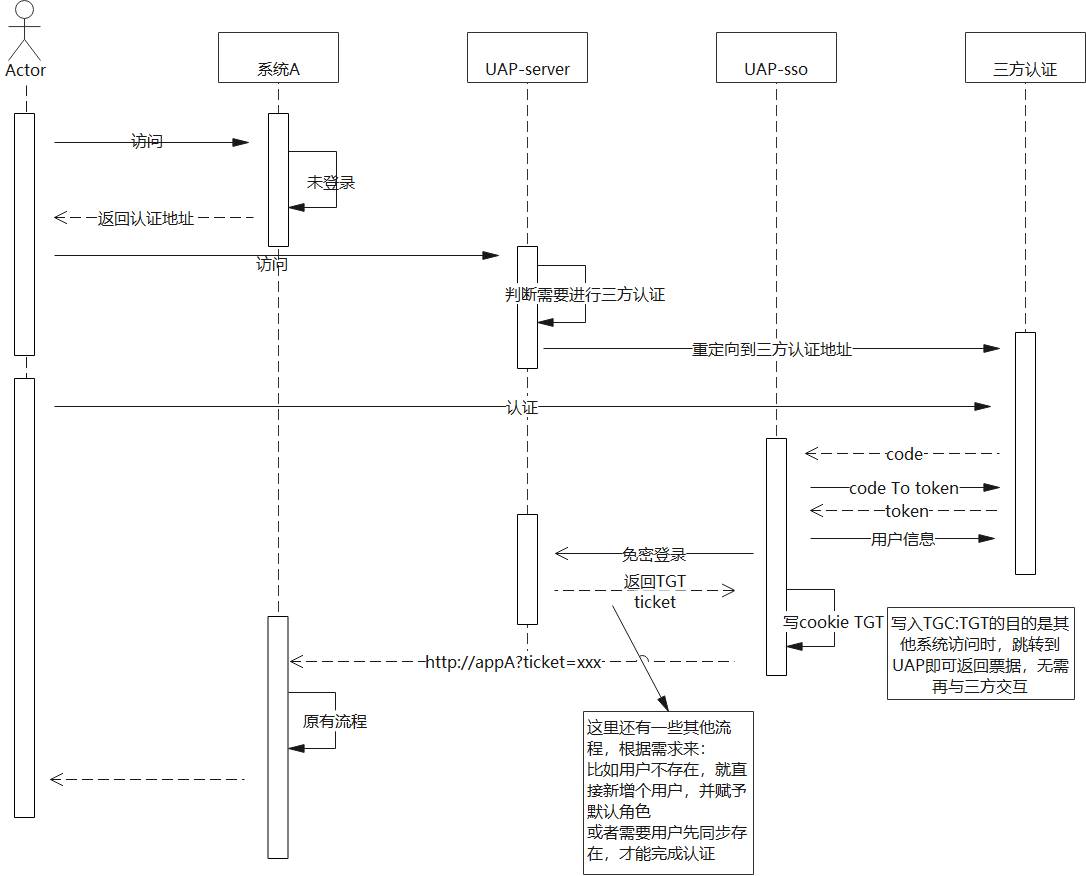 Actor
系统A
UAP-server
UAP-sso
三方认证
访问
未登录
返回认证地址
访问
判断需要进行三方认证
重定向到三方认证地址
认证
code
code To token
token
用户信息
免密登录
返回TGT
ticket
写cookie TGT
写入TGC:TGT的目的是其
他系统访问时，跳转到
UAP即可返回票据，无需
再与三方交互
http://appA?ticket=xxx
原有流程
这里还有一些其他流
程，根据需求来：
比如用户不存在，就直
接新增个用户，并赋予
默认角色
或者需要用户先同步存
在，才能完成认证